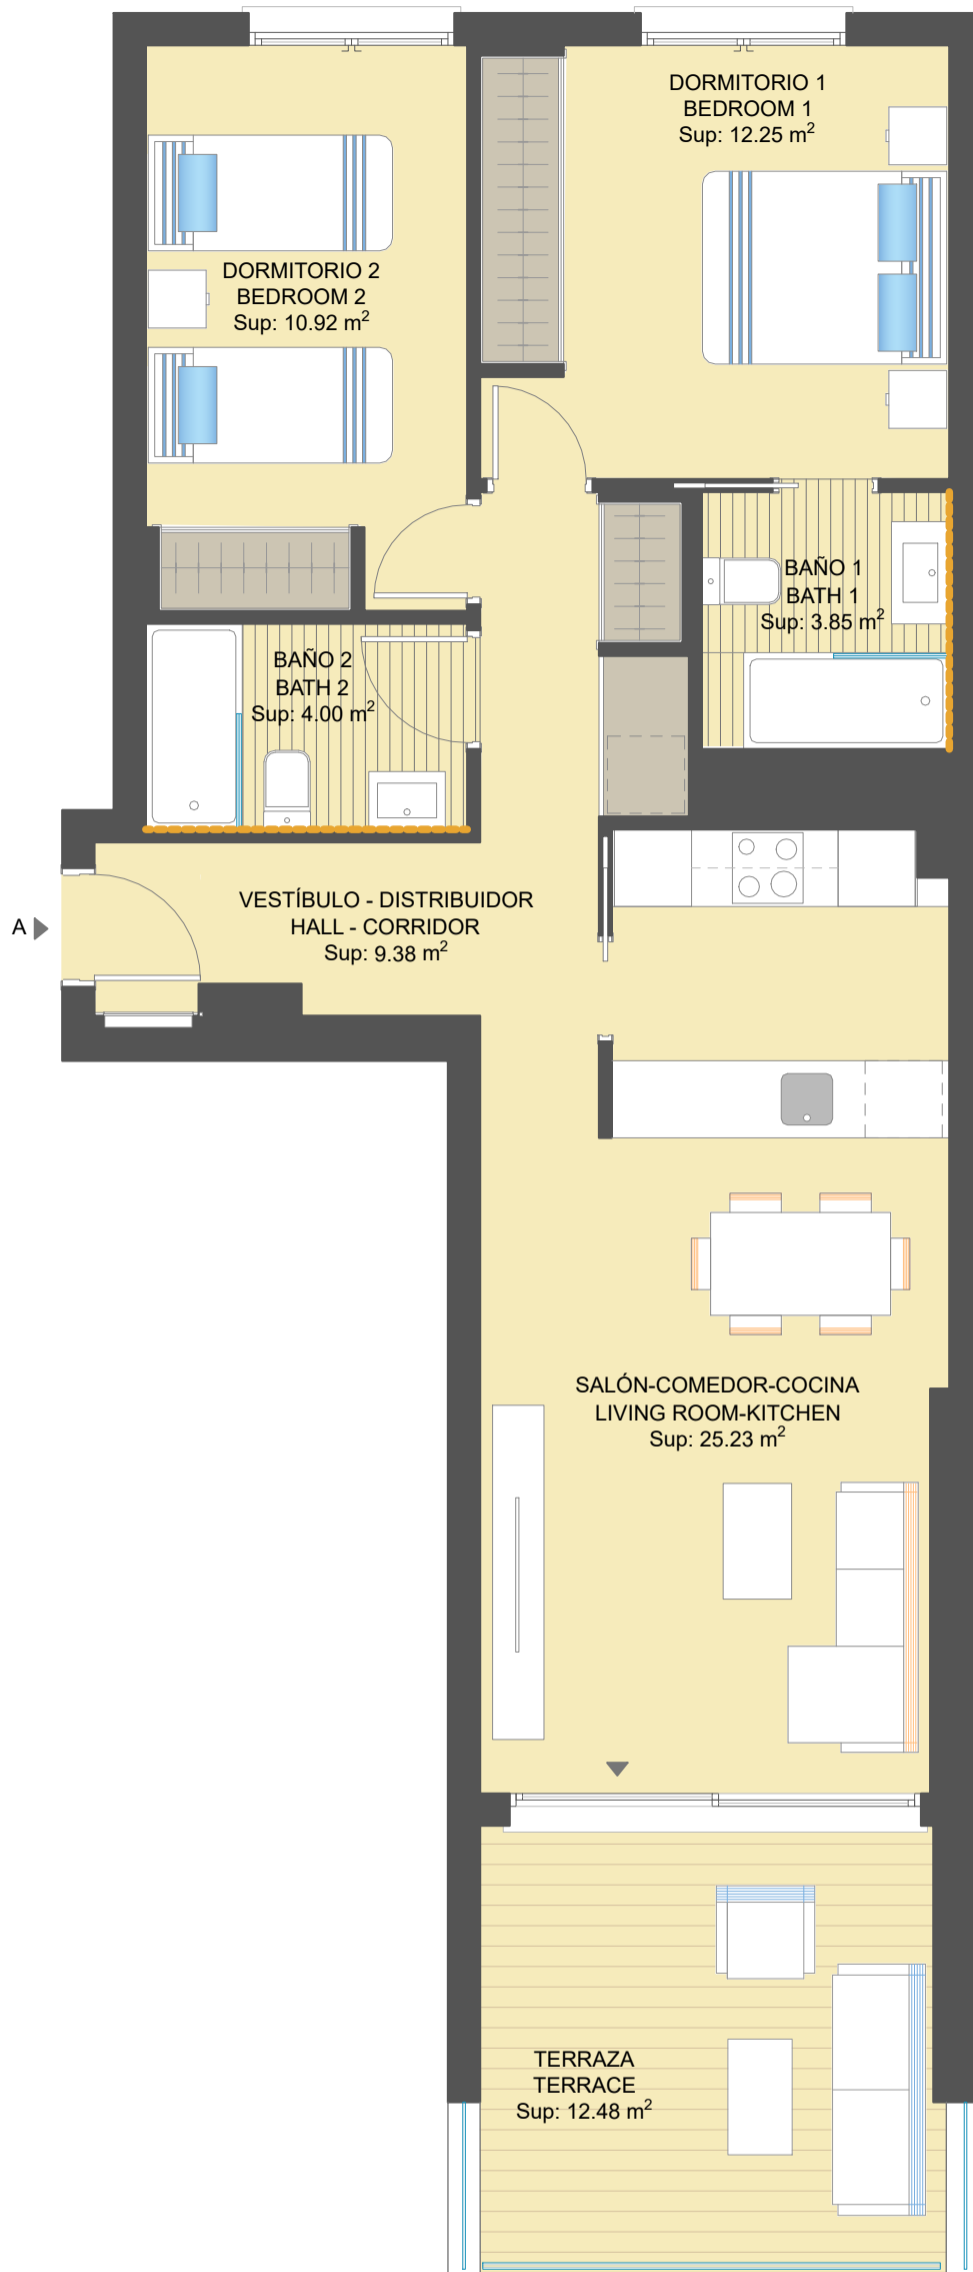 DORMITORIO 1
BEDROOM 1
Sup: 12.25 m²
DORMITORIO 2
BEDROOM 2
Sup: 10.92 m²
BAÑO 1
BATH 1
Sup: 3.85 m²
BAÑO 2
BATH 2
Sup: 4.00 m²
VESTÍBULO - DISTRIBUIDOR
HALL - CORRIDOR
Sup: 9.38 m²
A
SALÓN-COMEDOR-COCINA
LIVING ROOM-KITCHEN
Sup: 25.23 m²
TERRAZA
TERRACE
Sup: 12.48 m²